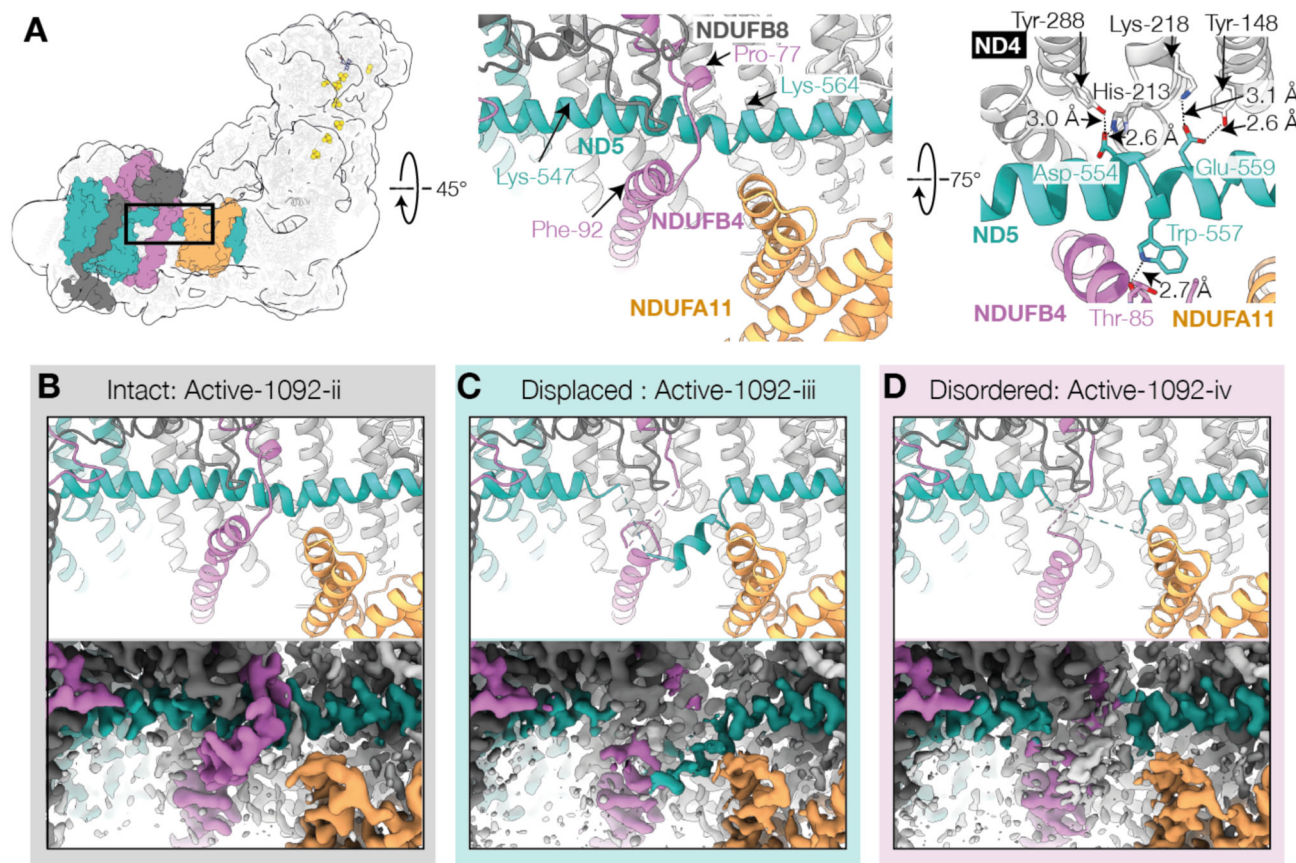 A
45°
NDUFB8
Pro-77
Lys-564
ND5
Lys-547
Phe-92
NDUFB4
NDUFA11
75°
Tyr-288
Lys-218
Tyr-148
ND4
His-213
3.1 Å
3.0 Å
2.6 Å
2.6 Å
Asp-554
Glu-559
ND5
Trp-557
2.7 Å
NDUFB4
Thr-85
NDUFA11
B
Intact: Active-1092-ii
C
Displaced : Active-1092-iii
D
Disordered: Active-1092-iv